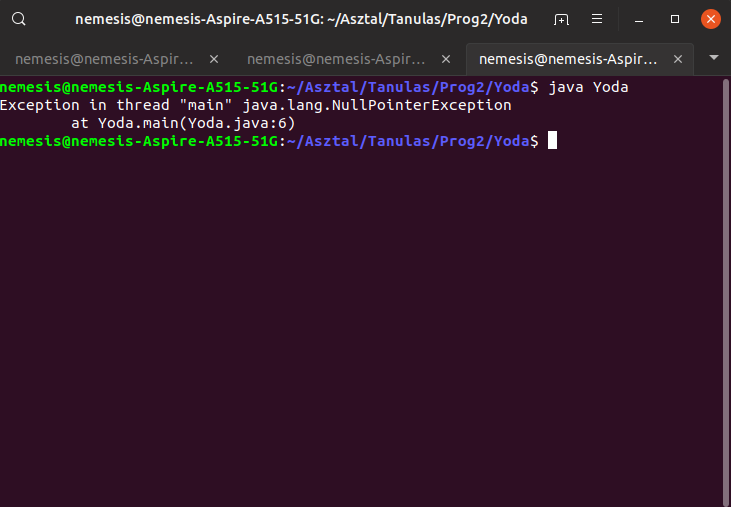 nemesis@nemesis-Aspire-A515-51G: ~/Asztal/Tanulas/Prog2/Yoda
nemesis@nemesis-Aspir… nemesis@nemesis-Aspir… nemesis@nemesis-Aspir…
nemesis@nemesis-Aspire-A515-51G:~/Asztal/Tanulas/Prog2/Yoda$ java Yoda
Exception in thread "main" java.lang.NullPointerException
        at Yoda.main(Yoda.java:6)
nemesis@nemesis-Aspire-A515-51G:~/Asztal/Tanulas/Prog2/Yoda$